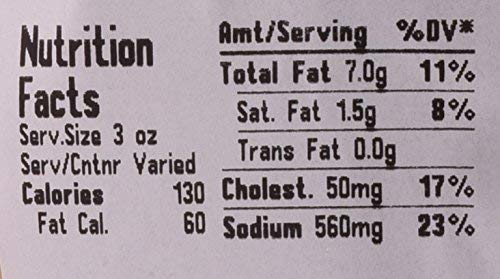 Nutrition
Facts
Serv.Size 3 oz
Serv/Cntnr Varied
Calories 130
Fat Cal. 60
Amt/Serving %DV*
Total Fat 7.0g 11%
Sat. Fat 1.5g 8%
Trans Fat 0.0g
Cholest. 50mg 17%
Sodium 560mg 23%